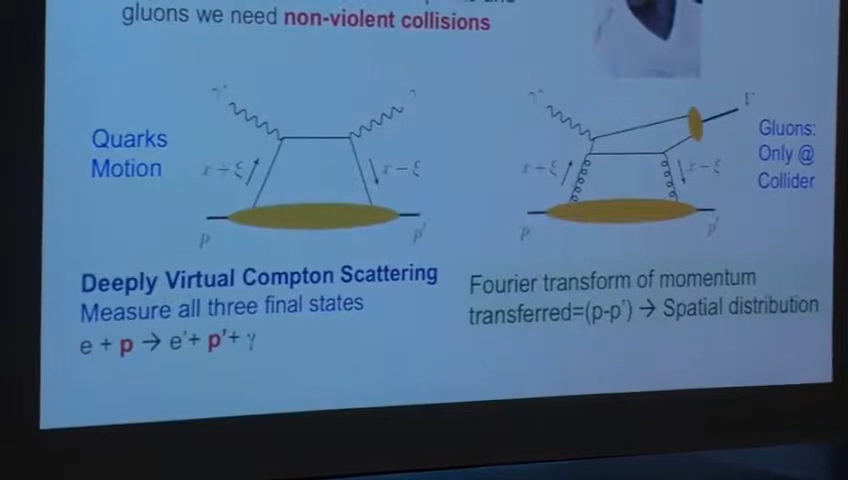 gluons we need non-violent collisions
γ*
γ
γ*
V
Quarks
Motion
x + ξ
x − ξ
x + ξ
x − ξ
Gluons:
Only @
Collider
p
p'
p
p'
Deeply Virtual Compton Scattering
Measure all three final states
e + p → e'+ p'+ γ
Fourier transform of momentum
transferred=(p-p') → Spatial distribution